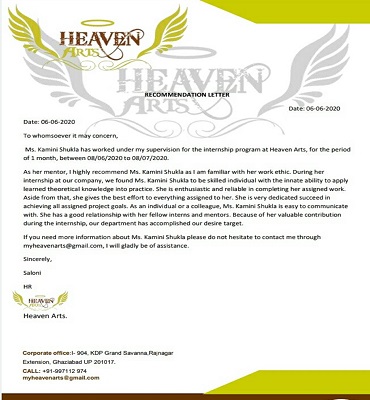 HEAVEN
ARTS
HEAVEN
ARTS
RECOMMENDATION LETTER
Date: 06-06-2020
Date: 06-06-2020
To whomsoever it may concern,
Ms. Kamini Shukla has worked under my supervision for the internship program at Heaven Arts, for the period
of 1 month, between 08/06/2020 to 08/07/2020.
As her mentor, I highly recommend Ms. Kamini Shukla as I am familiar with her work ethic. During her
internship at our company, we found Ms. Kamini Shukla to be skilled individual with the innate ability to apply
learned theoretical knowledge into practice. She is enthusiastic and reliable in completing her assigned work.
Aside from that, she gives the best effort to everything assigned to her. She is very dedicated succeed in
achieving all assigned project goals. As an individual or a colleague, Ms. Kamini Shukla is easy to communicate
with. She has a good relationship with her fellow interns and mentors. Because of her valuable contribution
during the internship, our department has accomplished our desire target.
If you need more information about Ms. Kamini Shukla please do not hesitate to contact me through
myheavenarts@gmail.com, I will gladly be of assistance.
Sincerely,
Saloni
HR
HEAVEN
ARTS
Heaven Arts.
Corporate office:I- 904, KDP Grand Savanna,Rajnagar
Extension, Ghaziabad UP 201017.
CALL: +91-997112 974
myheavenarts@gmail.com